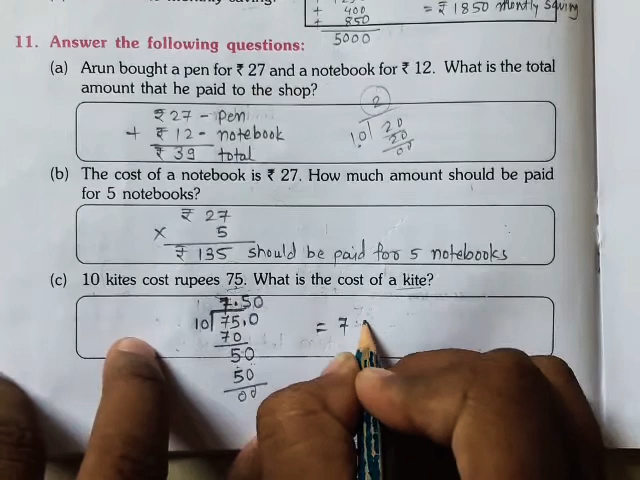 + 400
+ 850
5000
= ₹ 1850
11. Answer the following questions:
(a) Arun bought a pen for ₹ 27 and a notebook for ₹ 12. What is the total
amount that he paid to the shop?
₹ 27 - pen
+ ₹ 12 - notebook
₹ 39 total
2
10 20
20
00
(b) The cost of a notebook is ₹ 27. How much amount should be paid
for 5 notebooks?
₹ 27
× 5
₹ 135 should be paid for 5 notebooks
(c) 10 kites cost rupees 75. What is the cost of a kite?
7.50
10 75.0
70
50
50
00
= 7